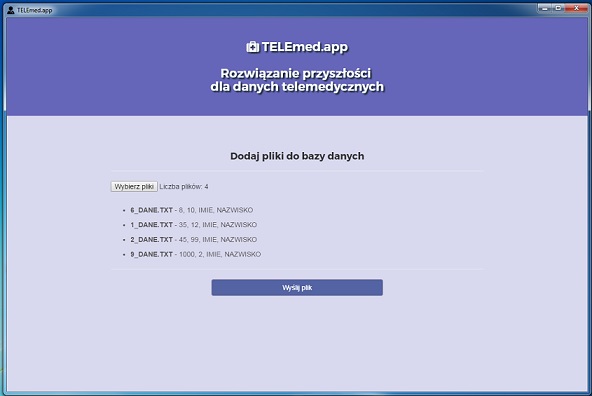 TELEmed.app
TELEmed.app
Rozwiązanie przyszłości
dla danych telemedycznych
Dodaj pliki do bazy danych
Wybierz pliki Liczba plików: 4
6_DANE.TXT - 8, 10, IMIE, NAZWISKO
1_DANE.TXT - 35, 12, IMIE, NAZWISKO
2_DANE.TXT - 45, 99, IMIE, NAZWISKO
9_DANE.TXT - 1000, 2, IMIE, NAZWISKO
Wyślij plik